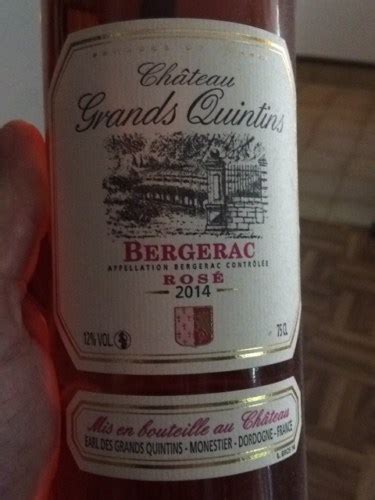 Château
Grands Quintins
BERGERAC
APPELLATION BERGERAC CONTRÔLÉE
ROSÉ
2014
12% VOL 75 CL
Mis en bouteille au Château
EARL DES GRANDS QUINTINS - MONESTIER - DORDOGNE - FRANCE